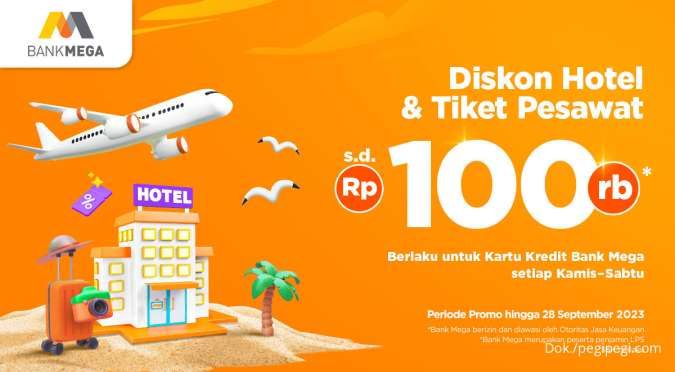 BANK MEGA
Diskon Hotel
& Tiket Pesawat
s.d.
Rp 100 rb*
HOTEL
%
Berlaku untuk Kartu Kredit Bank Mega
setiap Kamis–Sabtu
Periode Promo hingga 28 September 2023
*Bank Mega berizin dan diawasi oleh Otoritas Jasa Keuangan
*Bank Mega merupakan peserta penjamin LPS
Dok./pegipegi.com